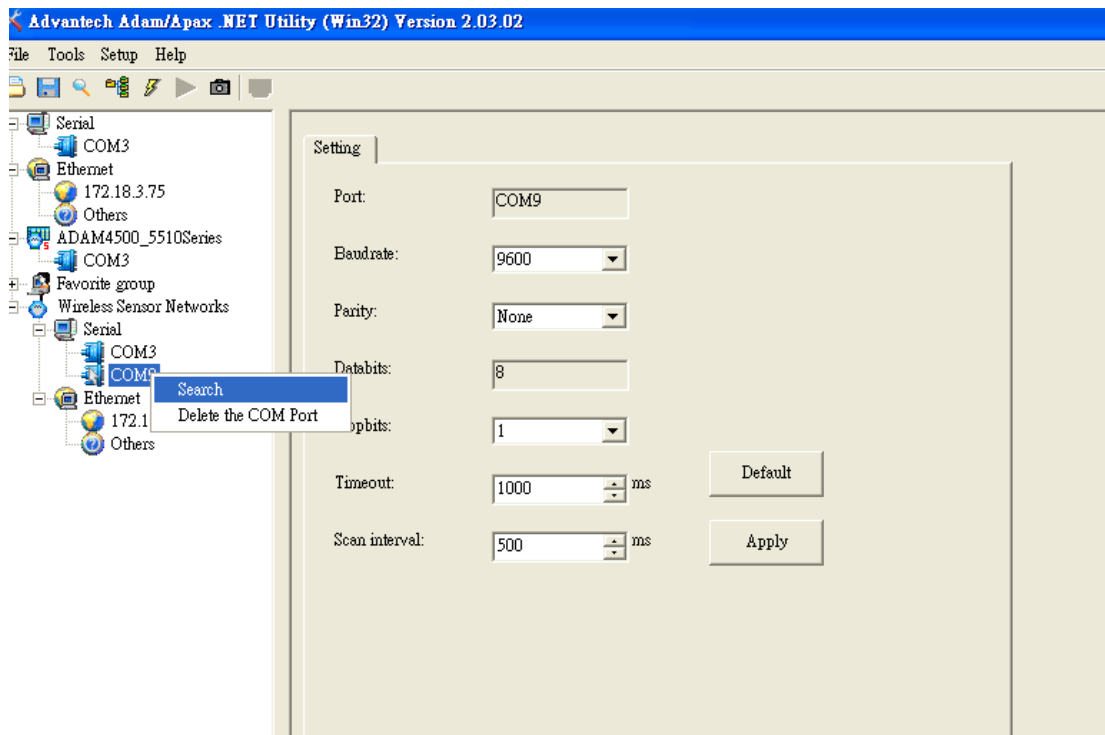 Advantech Adam/Apax .NET Utility (Win32) Version 2.03.02
File Tools Setup Help
Serial
COM3
Ethernet
172.18.3.75
Others
ADAM4500_5510Series
COM3
Favorite group
Wireless Sensor Networks
Serial
COM3
COM9
Ethernet
172.1
Others
Search
Delete the COM Port
Setting
Port: COM9
Baudrate: 9600
Parity: None
Databits: 8
opbits: 1
Timeout: 1000 ms
Default
Scan interval: 500 ms
Apply